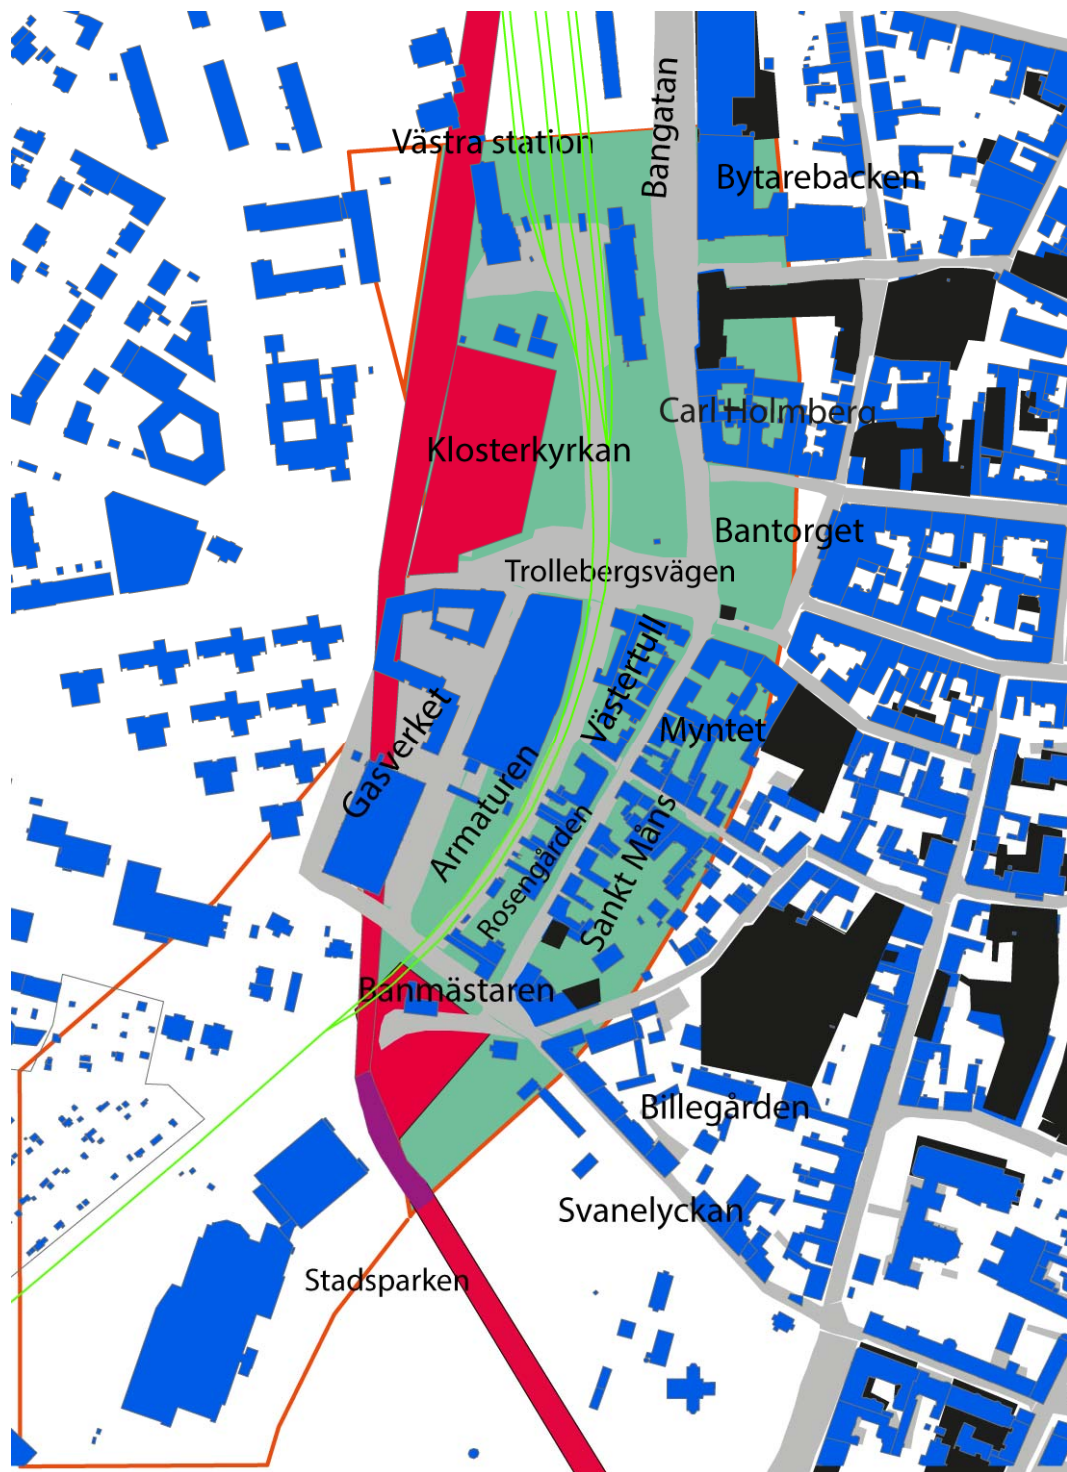 Västra station
Bangatan
Bytarebacken
Carl Holmberg
Klosterkyrkan
Bantorget
Trollebergsvägen
Västertull
Myntet
Gasverket
Armaturen
Rosengården
Sankt Måns
Banmästaren
Billegården
Svanelyckan
Stadsparken